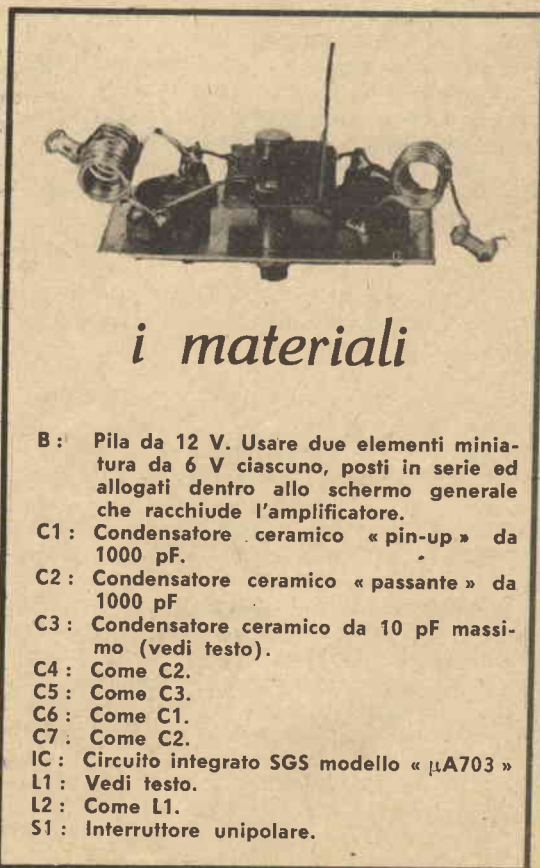 i materiali
B : Pila da 12 V. Usare due elementi minia-
tura da 6 V ciascuno, posti in serie ed
allogati dentro allo schermo generale
che racchiude l'amplificatore.
C1 : Condensatore ceramico « pin-up » da
1000 pF.
C2 : Condensatore ceramico « passante » da
1000 pF
C3 : Condensatore ceramico da 10 pF massi-
mo (vedi testo).
C4 : Come C2.
C5 : Come C3.
C6 : Come C1.
C7 : Come C2.
IC : Circuito integrato SGS modello « µA703 »
L1 : Vedi testo.
L2 : Come L1.
S1 : Interruttore unipolare.